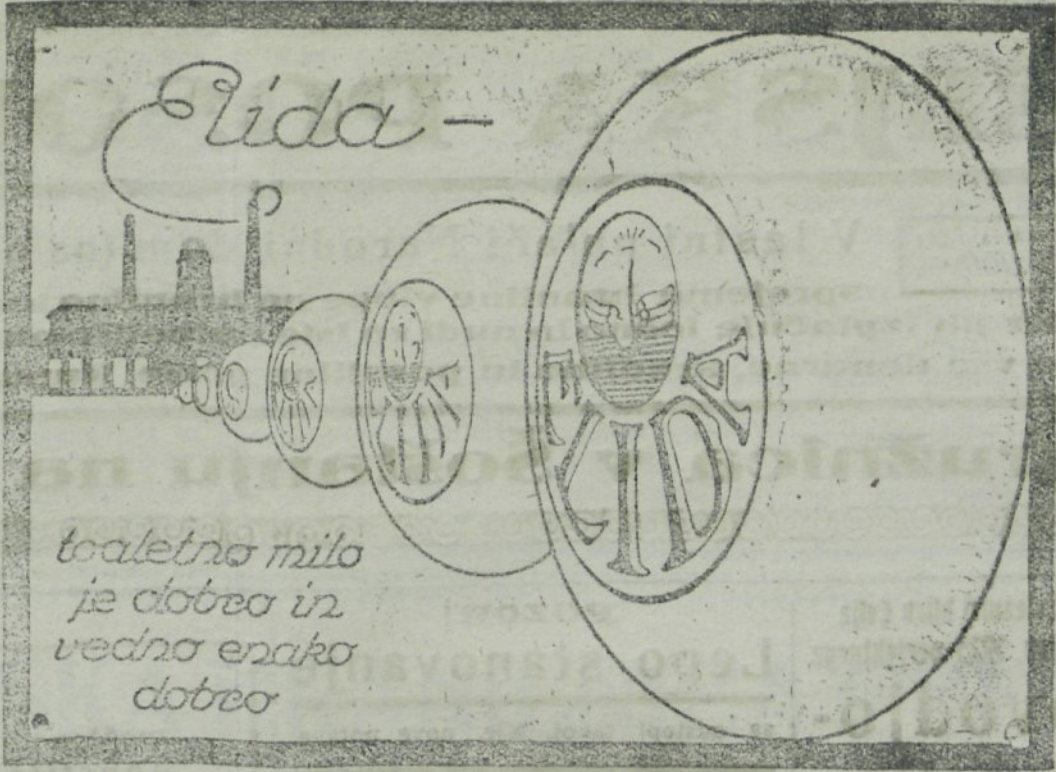 Elida —
ELIDA
toaletno milo
je dobro in
vedno enako
dobro